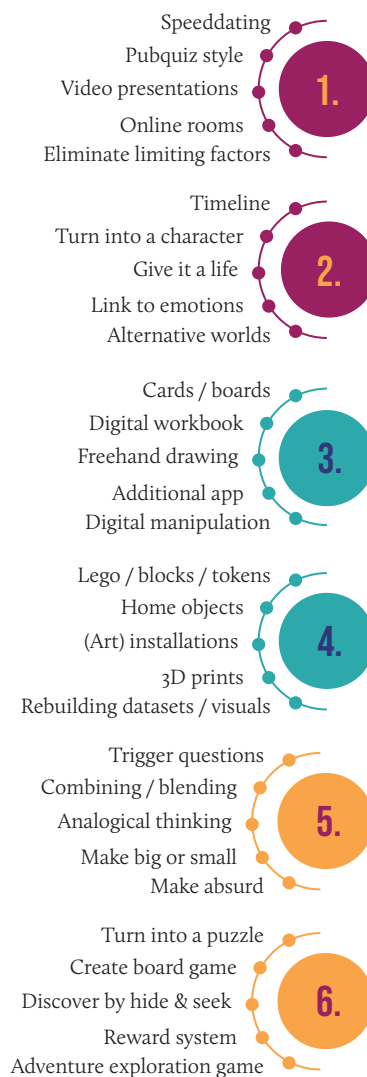 Speeddating
Pubquiz style
Video presentations
Online rooms
Eliminate limiting factors
1.
Timeline
Turn into a character
Give it a life
Link to emotions
Alternative worlds
2.
Cards / boards
Digital workbook
Freehand drawing
Additional app
Digital manipulation
3.
Lego / blocks / tokens
Home objects
(Art) installations
3D prints
Rebuilding datasets / visuals
4.
Trigger questions
Combining / blending
Analogical thinking
Make big or small
Make absurd
5.
Turn into a puzzle
Create board game
Discover by hide & seek
Reward system
Adventure exploration game
6.